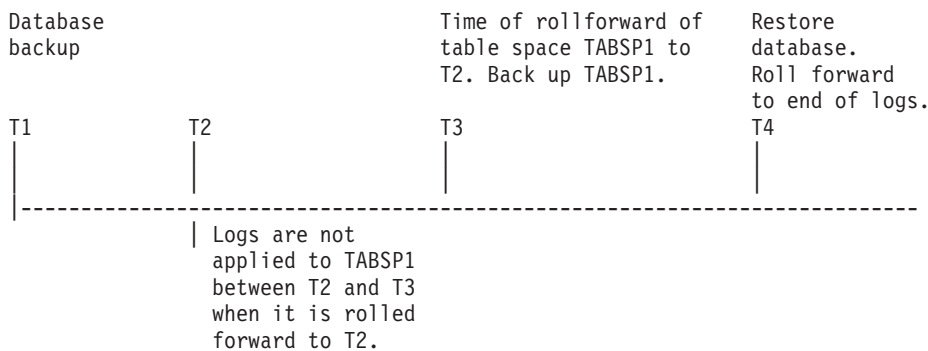 Database
backup
Time of rollforward of
table space TABSP1 to
T2. Back up TABSP1.
Restore
database.
Roll forward
to end of logs.
T1
T2
T3
T4
Logs are not
applied to TABSP1
between T2 and T3
when it is rolled
forward to T2.